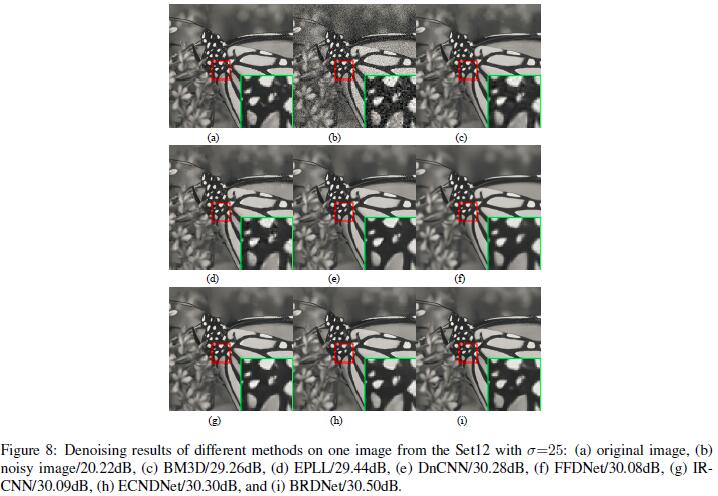 (a)
(b)
(c)
(d)
(e)
(f)
(g)
(h)
(i)
Figure 8: Denoising results of different methods on one image from the Set12 with σ=25: (a) original image, (b)
noisy image/20.22dB, (c) BM3D/29.26dB, (d) EPLL/29.44dB, (e) DnCNN/30.28dB, (f) FFDNet/30.08dB, (g) IR-
CNN/30.09dB, (h) ECNDNet/30.30dB, and (i) BRDNet/30.50dB.